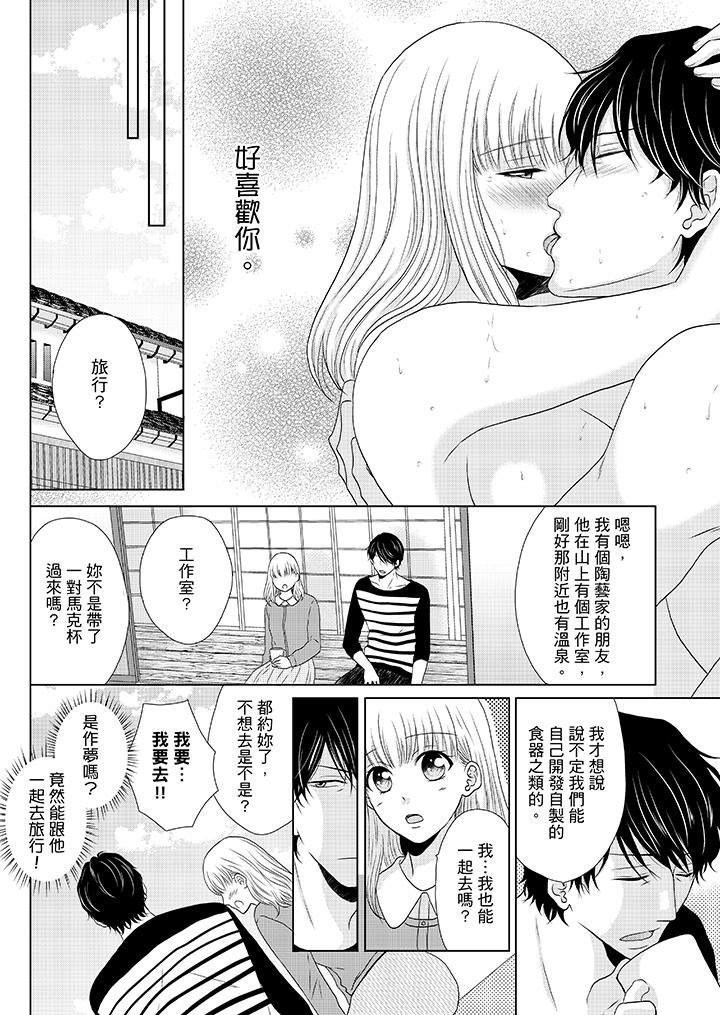 好喜歡你。
旅行？
嗯嗯，
我有個陶藝家的朋友，
他在山上有個工作室，
剛好那附近也有溫泉。
工作室？
妳不是帶了
一對馬克杯
過來嗎？
我才想說
說不定我們能
自己開發自製的
食器之類的。
我…我也能
一起去嗎？
都約妳了，
不想去是不是？
我要…
我要去!!
是作夢嗎？
竟然能跟他
一起去旅行！